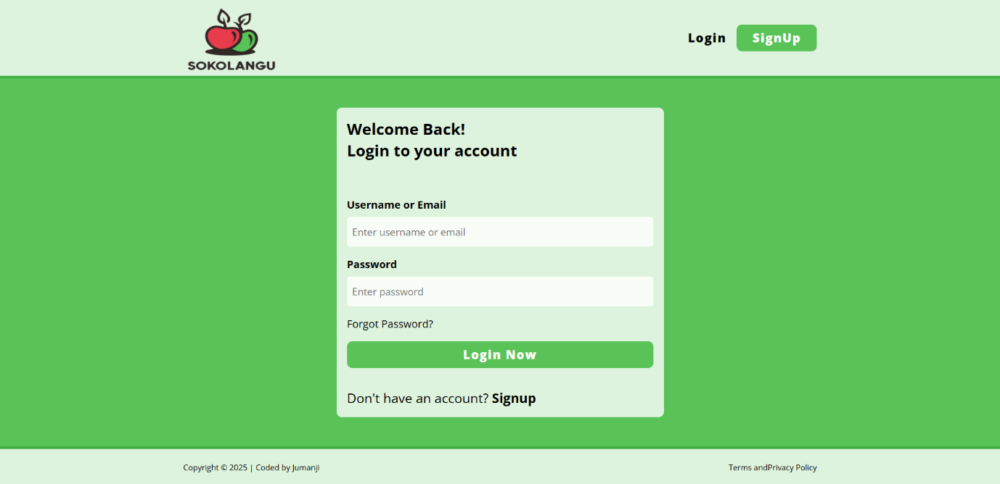 SOKOLANGU
Login
SignUp
Welcome Back!
Login to your account
Username or Email
Enter username or email
Password
Enter password
Forgot Password?
Login Now
Don't have an account? Signup
Copyright © 2025 | Coded by Jumanji
Terms andPrivacy Policy